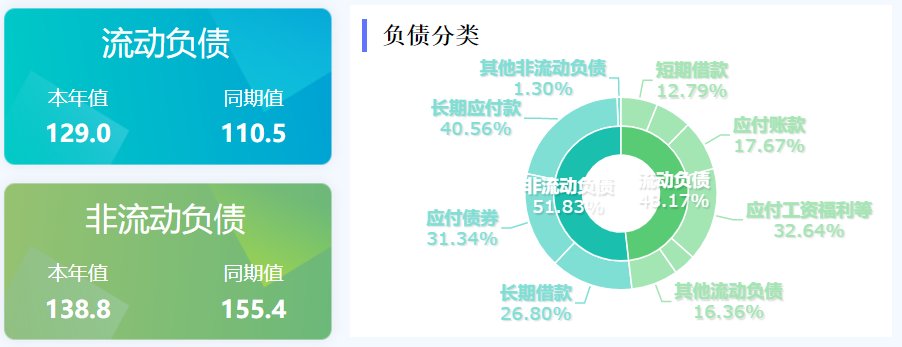 流动负债
本年值 同期值
129.0 110.5
非流动负债
本年值 同期值
138.8 155.4
负债分类
其他非流动负债
1.30%
短期借款
12.79%
长期应付款
40.56%
应付账款
17.67%
非流动负债
51.83%
流动负债
48.17%
应付债券
31.34%
应付工资福利等
32.64%
长期借款
26.80%
其他流动负债
16.36%